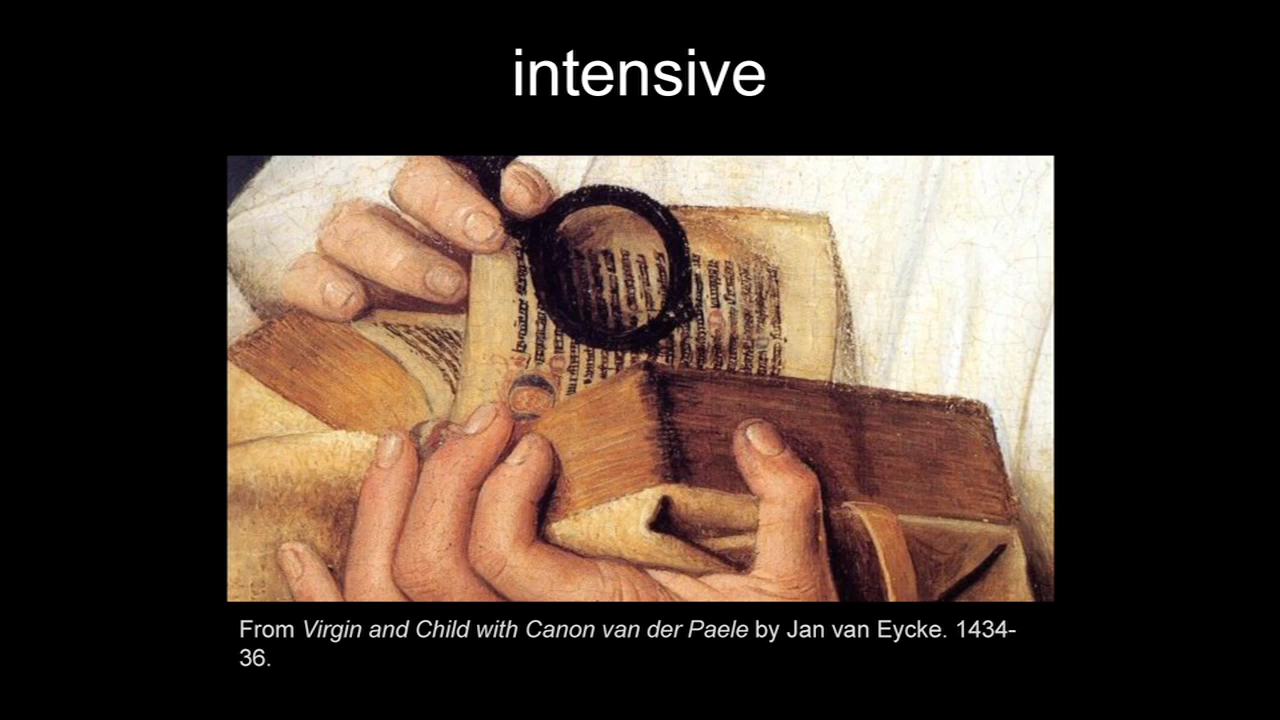 intensive
From Virgin and Child with Canon van der Paele by Jan van Eycke. 1434-
36.